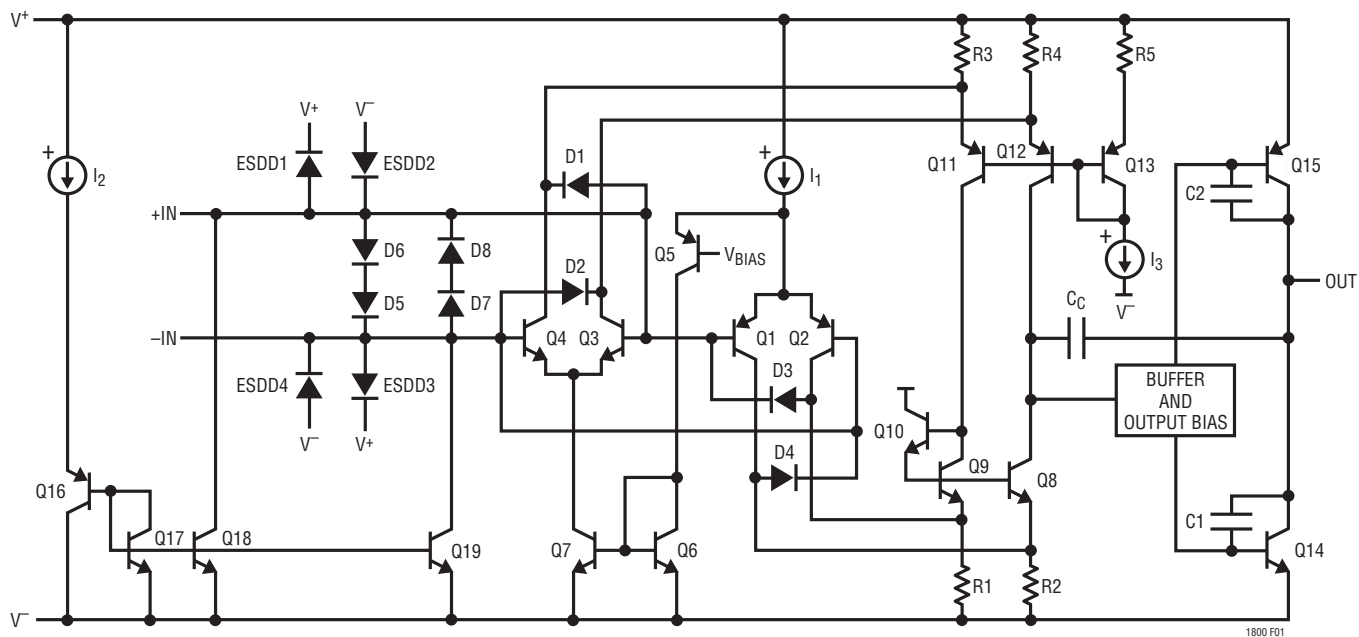 V+
R3
R4
R5
V+
V−
+
I2
ESDD1
ESDD2
D1
+
I1
Q11
Q12
Q13
Q15
C2
+IN
D6
D8
Q5
VBIAS
D2
+
I3
V−
OUT
D5
D7
CC
−IN
Q4
Q3
Q1
Q2
ESDD4
ESDD3
D3
BUFFER
AND
OUTPUT BIAS
V−
V+
Q10
D4
Q9
Q8
Q16
C1
Q17
Q18
Q19
Q7
Q6
Q14
R1
R2
V−
1800 F01